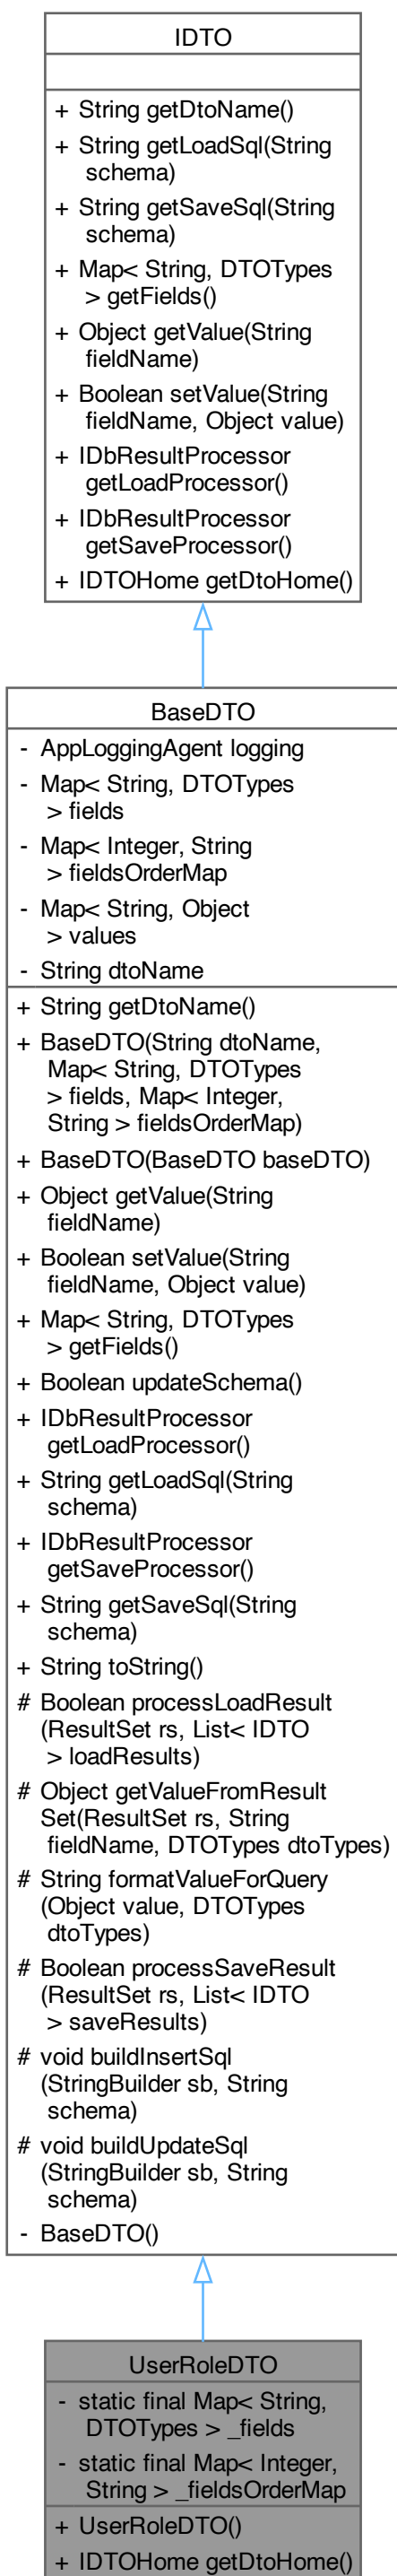 IDTO
+ String getDtoName()
+ String getLoadSql(String
schema)
+ String getSaveSql(String
schema)
+ Map< String, DTOTypes
> getFields()
+ Object getValue(String
fieldName)
+ Boolean setValue(String
fieldName, Object value)
+ IDbResultProcessor
getLoadProcessor()
+ IDbResultProcessor
getSaveProcessor()
+ IDTOHome getDtoHome()
BaseDTO
- AppLoggingAgent logging
- Map< String, DTOTypes
> fields
- Map< Integer, String
> fieldsOrderMap
- Map< String, Object
> values
- String dtoName
+ String getDtoName()
+ BaseDTO(String dtoName,
Map< String, DTOTypes
> fields, Map< Integer,
String > fieldsOrderMap)
+ BaseDTO(BaseDTO baseDTO)
+ Object getValue(String
fieldName)
+ Boolean setValue(String
fieldName, Object value)
+ Map< String, DTOTypes
> getFields()
+ Boolean updateSchema()
+ IDbResultProcessor
getLoadProcessor()
+ String getLoadSql(String
schema)
+ IDbResultProcessor
getSaveProcessor()
+ String getSaveSql(String
schema)
+ String toString()
# Boolean processLoadResult
(ResultSet rs, List< IDTO
> loadResults)
# Object getValueFromResult
Set(ResultSet rs, String
fieldName, DTOTypes dtoTypes)
# String formatValueForQuery
(Object value, DTOTypes
dtoTypes)
# Boolean processSaveResult
(ResultSet rs, List< IDTO
> saveResults)
# void buildInsertSql
(StringBuilder sb, String
schema)
# void buildUpdateSql
(StringBuilder sb, String
schema)
- BaseDTO()
UserRoleDTO
- static final Map< String,
DTOTypes > _fields
- static final Map< Integer,
String > _fieldsOrderMap
+ UserRoleDTO()
+ IDTOHome getDtoHome()